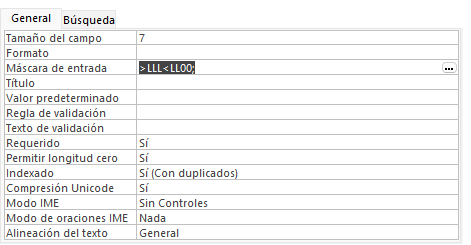 General Búsqueda
Tamaño del campo 7
Formato
Máscara de entrada >LLL<LL00;
Título
Valor predeterminado
Regla de validación
Texto de validación
Requerido Sí
Permitir longitud cero Sí
Indexado Sí (Con duplicados)
Compresión Unicode Sí
Modo IME Sin Controles
Modo de oraciones IME Nada
Alineación del texto General